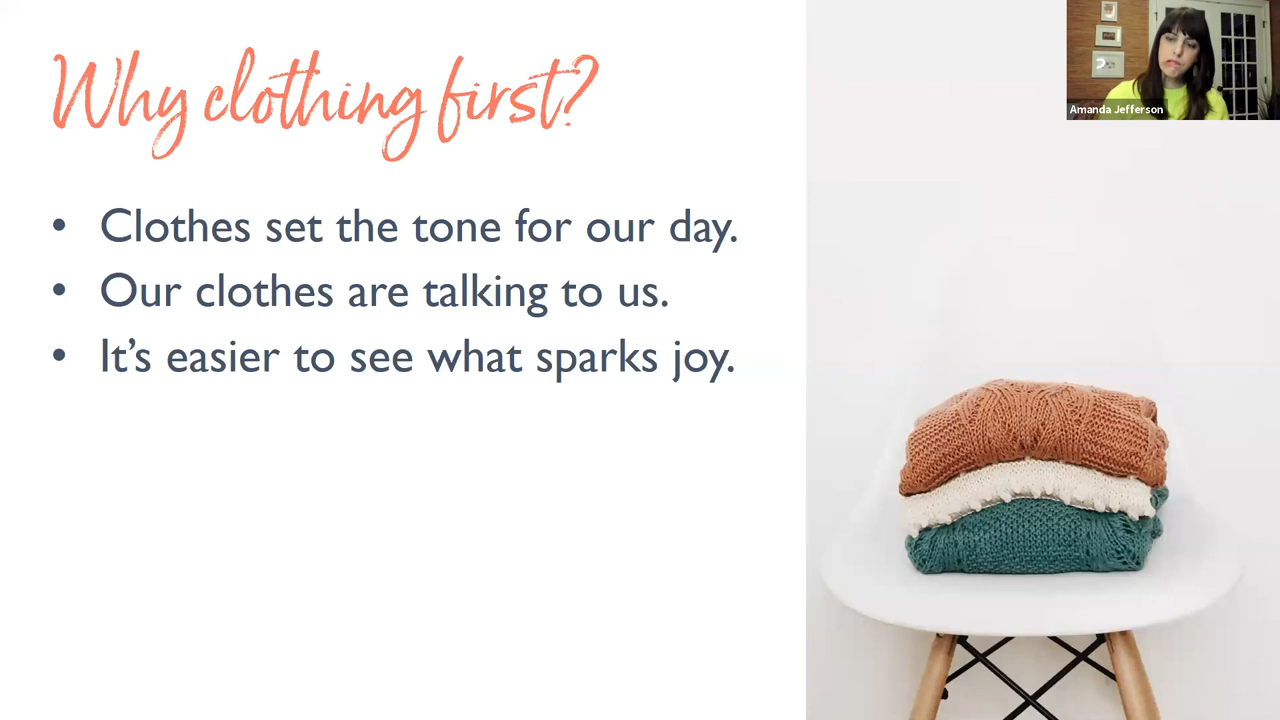 Why clothing first?
Amanda Jefferson
• Clothes set the tone for our day.
• Our clothes are talking to us.
• It's easier to see what sparks joy.